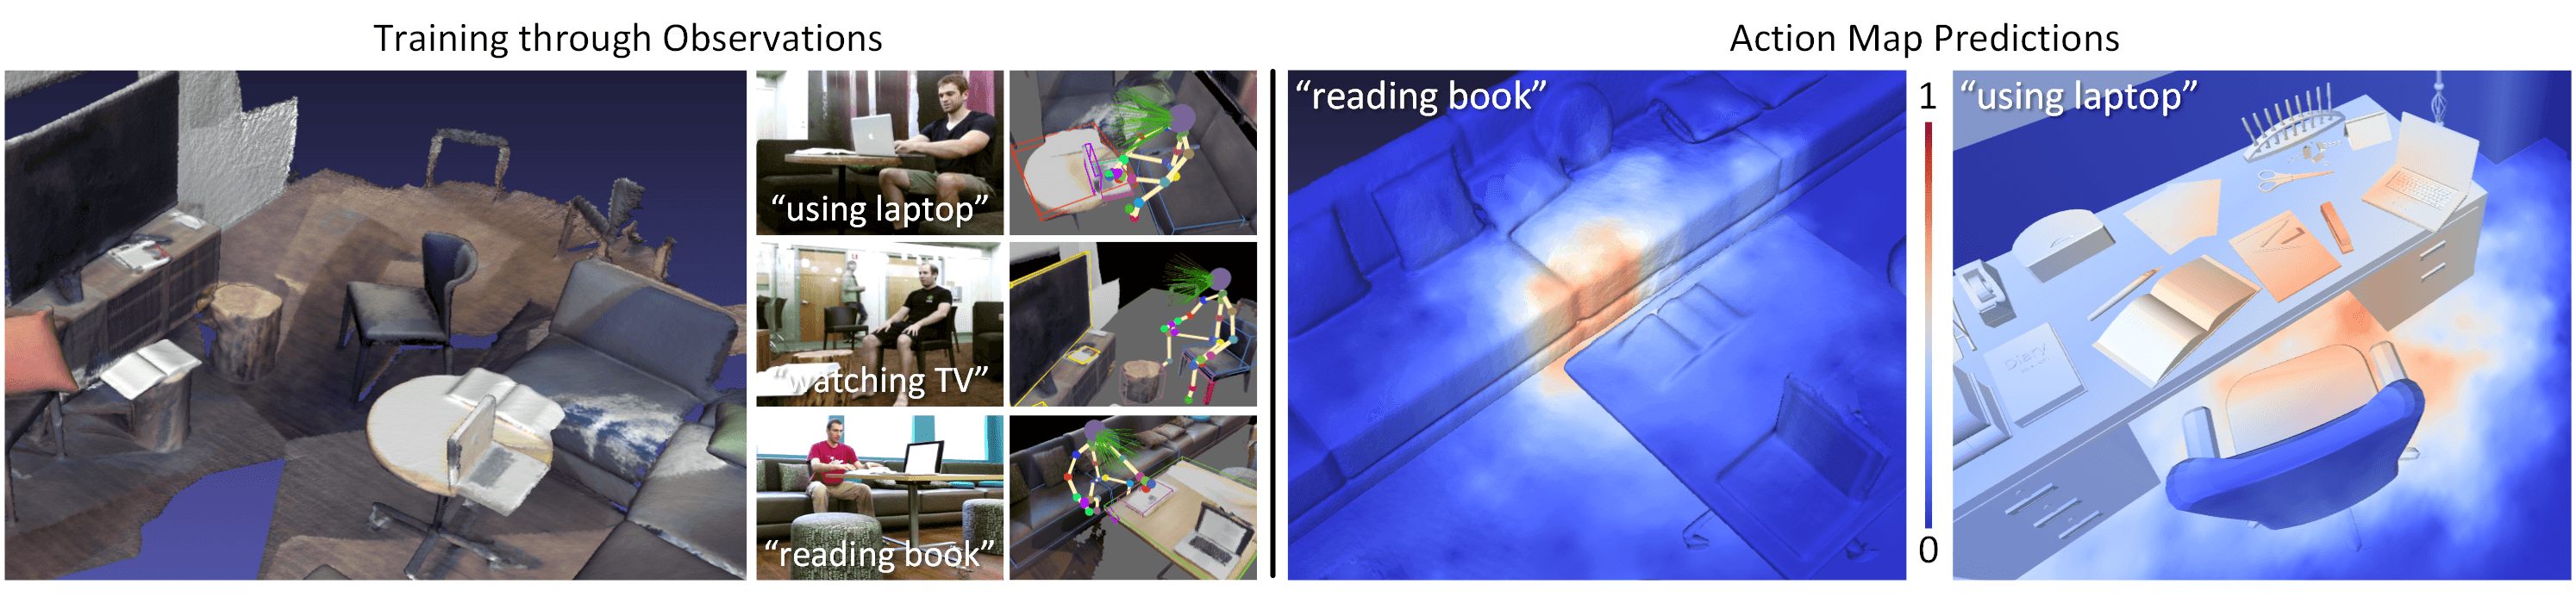 Training through Observations
Action Map Predictions
“using laptop”
“watching TV”
“reading book”
“reading book”
1
0
“using laptop”
Diary